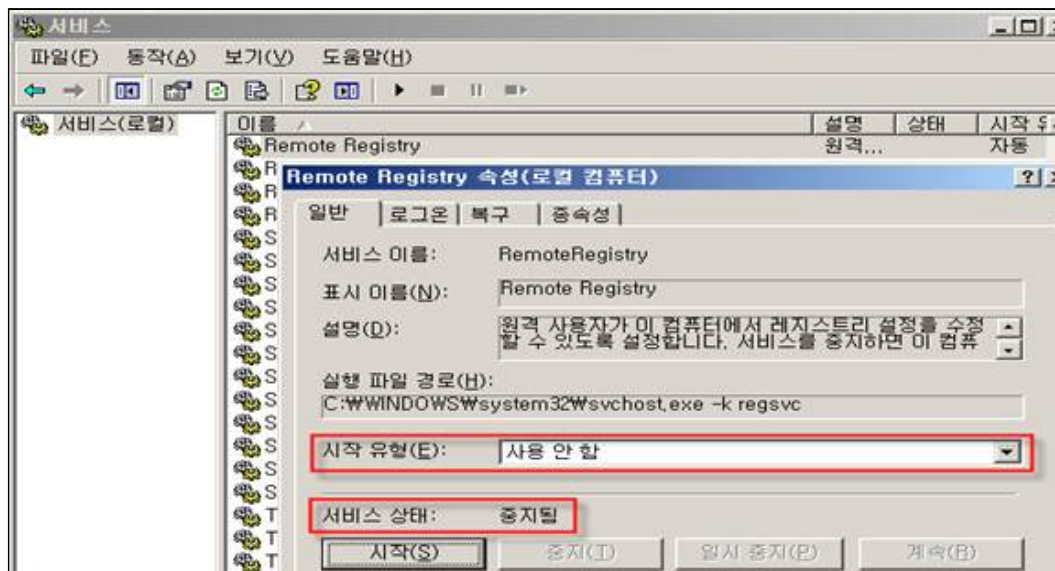 서비스
파일(F) 동작(A) 보기(V) 도움말(H)
서비스(로컬)
이름 설명 상태 시작
Remote Registry 원격... 자동
R
R
R
S
S
S
S
S
S
S
S
S
S
S
S
T
T
T
Remote Registry 속성(로컬 컴퓨터)
일반 로그온 복구 종속성
서비스 이름: RemoteRegistry
표시 이름(N): Remote Registry
설명(D): 원격 사용자가 이 컴퓨터에서 레지스트리 설정을 수정
할 수 있도록 설정합니다. 서비스를 중지하면 이 컴퓨
실행 파일 경로(H):
C:₩WINDOWS₩system32₩svchost.exe -k regsvc
시작 유형(E): 사용 안 함
서비스 상태: 중지됨
시작(S) 중지(T) 일시 중지(P) 계속(R)